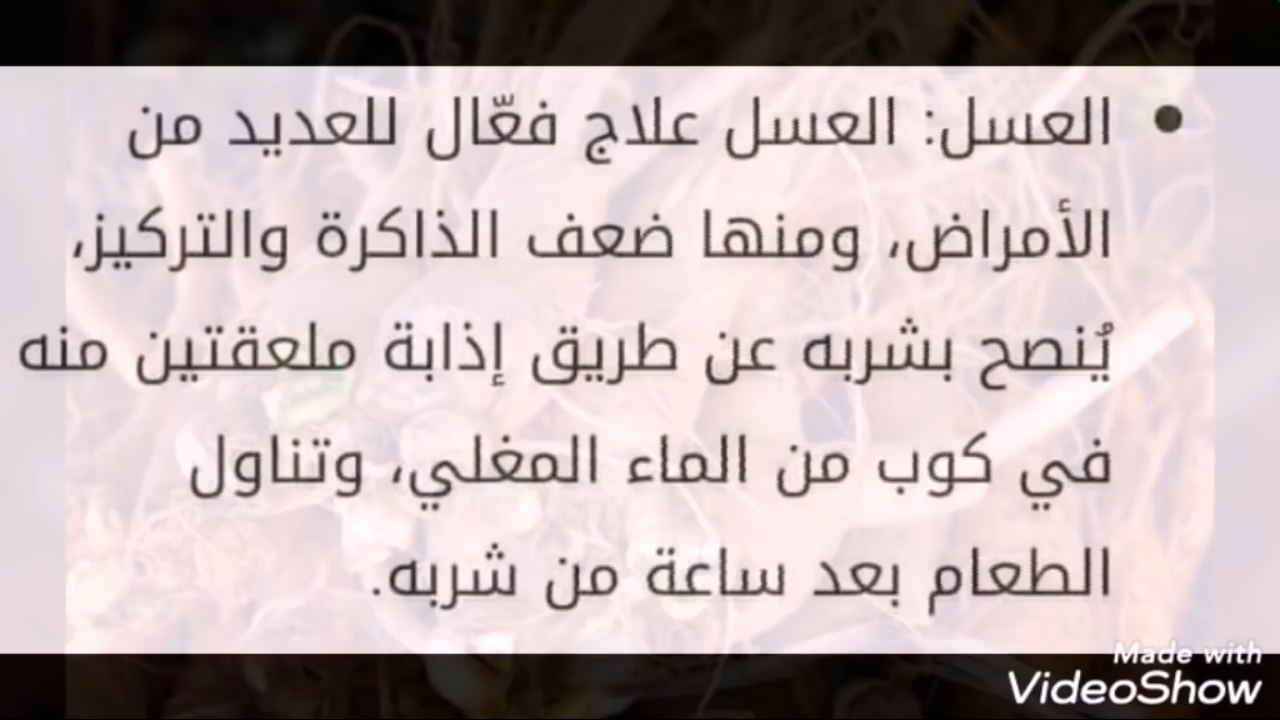 • العسل: العسل علاج فعّال للعديد من
الأمراض، ومنها ضعف الذاكرة والتركيز،
يُنصح بشربه عن طريق إذابة ملعقتين منه
في كوب من الماء المغلي، وتناول
الطعام بعد ساعة من شربه.
Made with
VideoShow